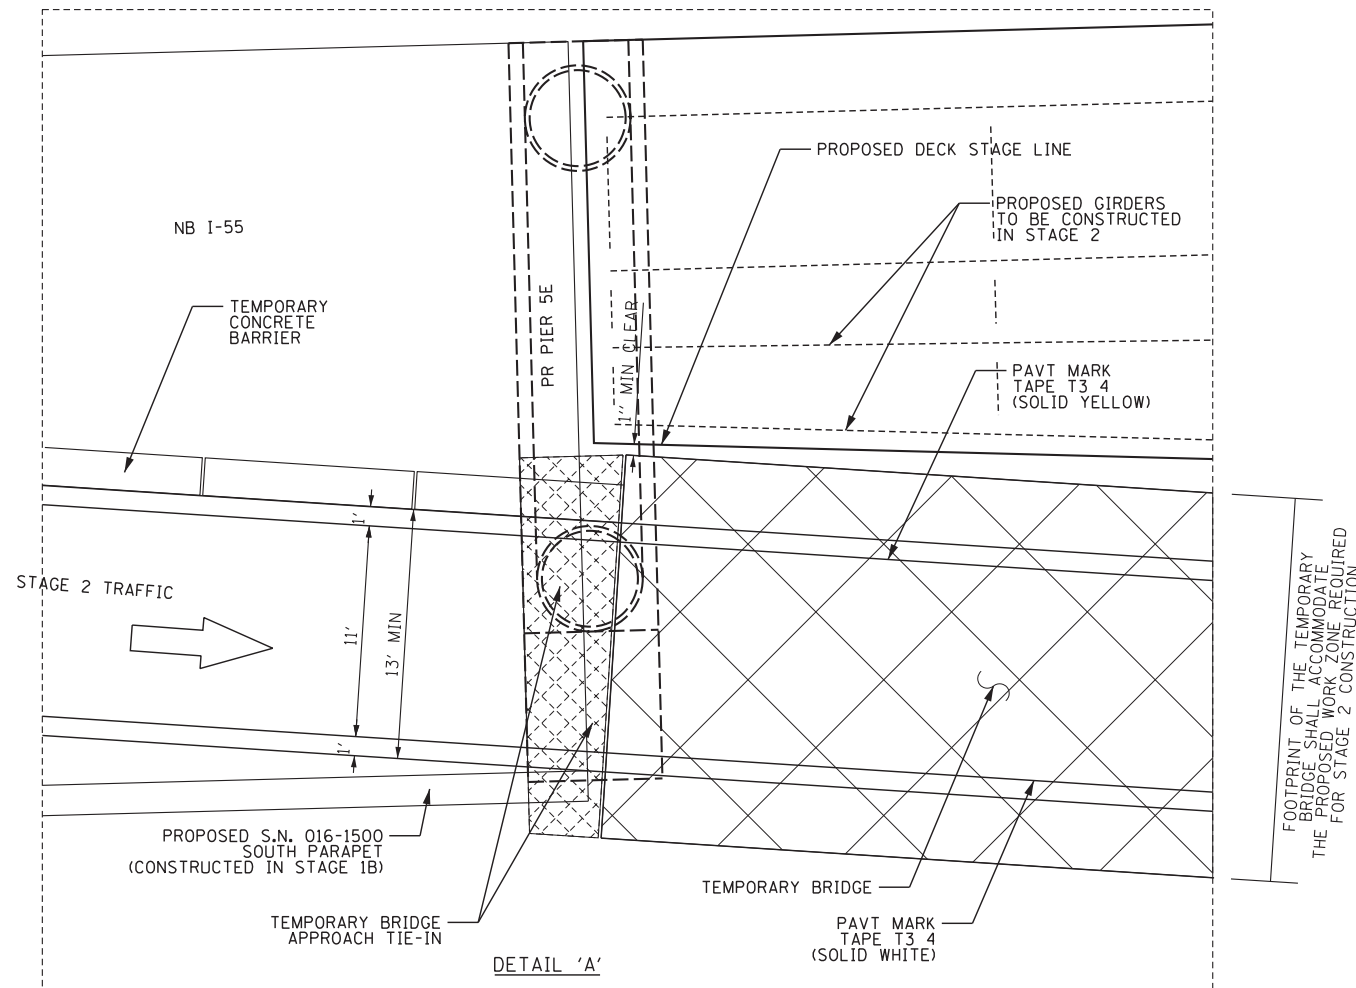 PROPOSED DECK STAGE LINE
PROPOSED GIRDERS
TO BE CONSTRUCTED
IN STAGE 2
NB I-55
TEMPORARY
CONCRETE
BARRIER
PR PIER 5E
1" MIN CLEAR
PAVT MARK
TAPE T3 4
(SOLID YELLOW)
1'
STAGE 2 TRAFFIC
11'
13' MIN
1'
FOOTPRINT OF THE TEMPORARY
BRIDGE SHALL ACCOMMODATE
THE PROPOSED WORK ZONE REQUIRED
FOR STAGE 2 CONSTRUCTION
PROPOSED S.N. 016-1500
SOUTH PARAPET
(CONSTRUCTED IN STAGE 1B)
TEMPORARY BRIDGE
TEMPORARY BRIDGE
APPROACH TIE-IN
PAVT MARK
TAPE T3 4
(SOLID WHITE)
DETAIL 'A'